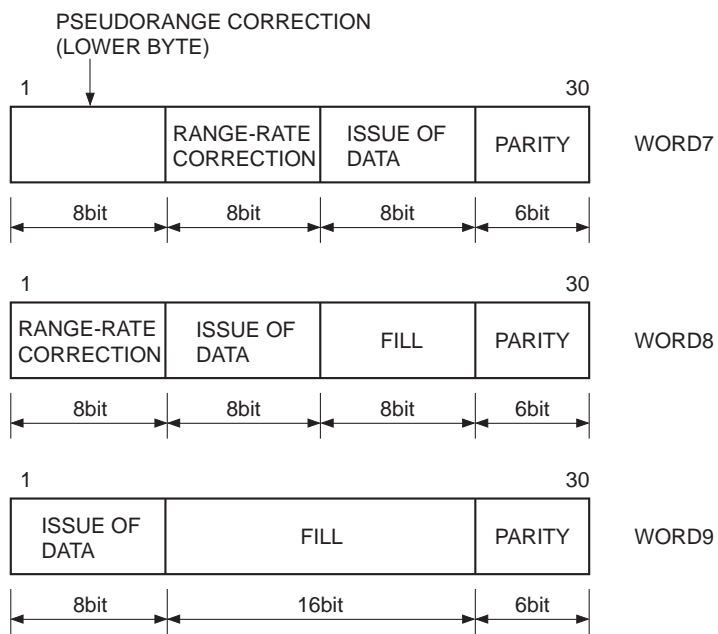 PSEUDORANGE CORRECTION
(LOWER BYTE)
1 30
RANGE-RATE CORRECTION ISSUE OF DATA PARITY WORD7
8bit 8bit 8bit 6bit
1 30
RANGE-RATE CORRECTION ISSUE OF DATA FILL PARITY WORD8
8bit 8bit 8bit 6bit
1 30
ISSUE OF DATA FILL PARITY WORD9
8bit 16bit 6bit